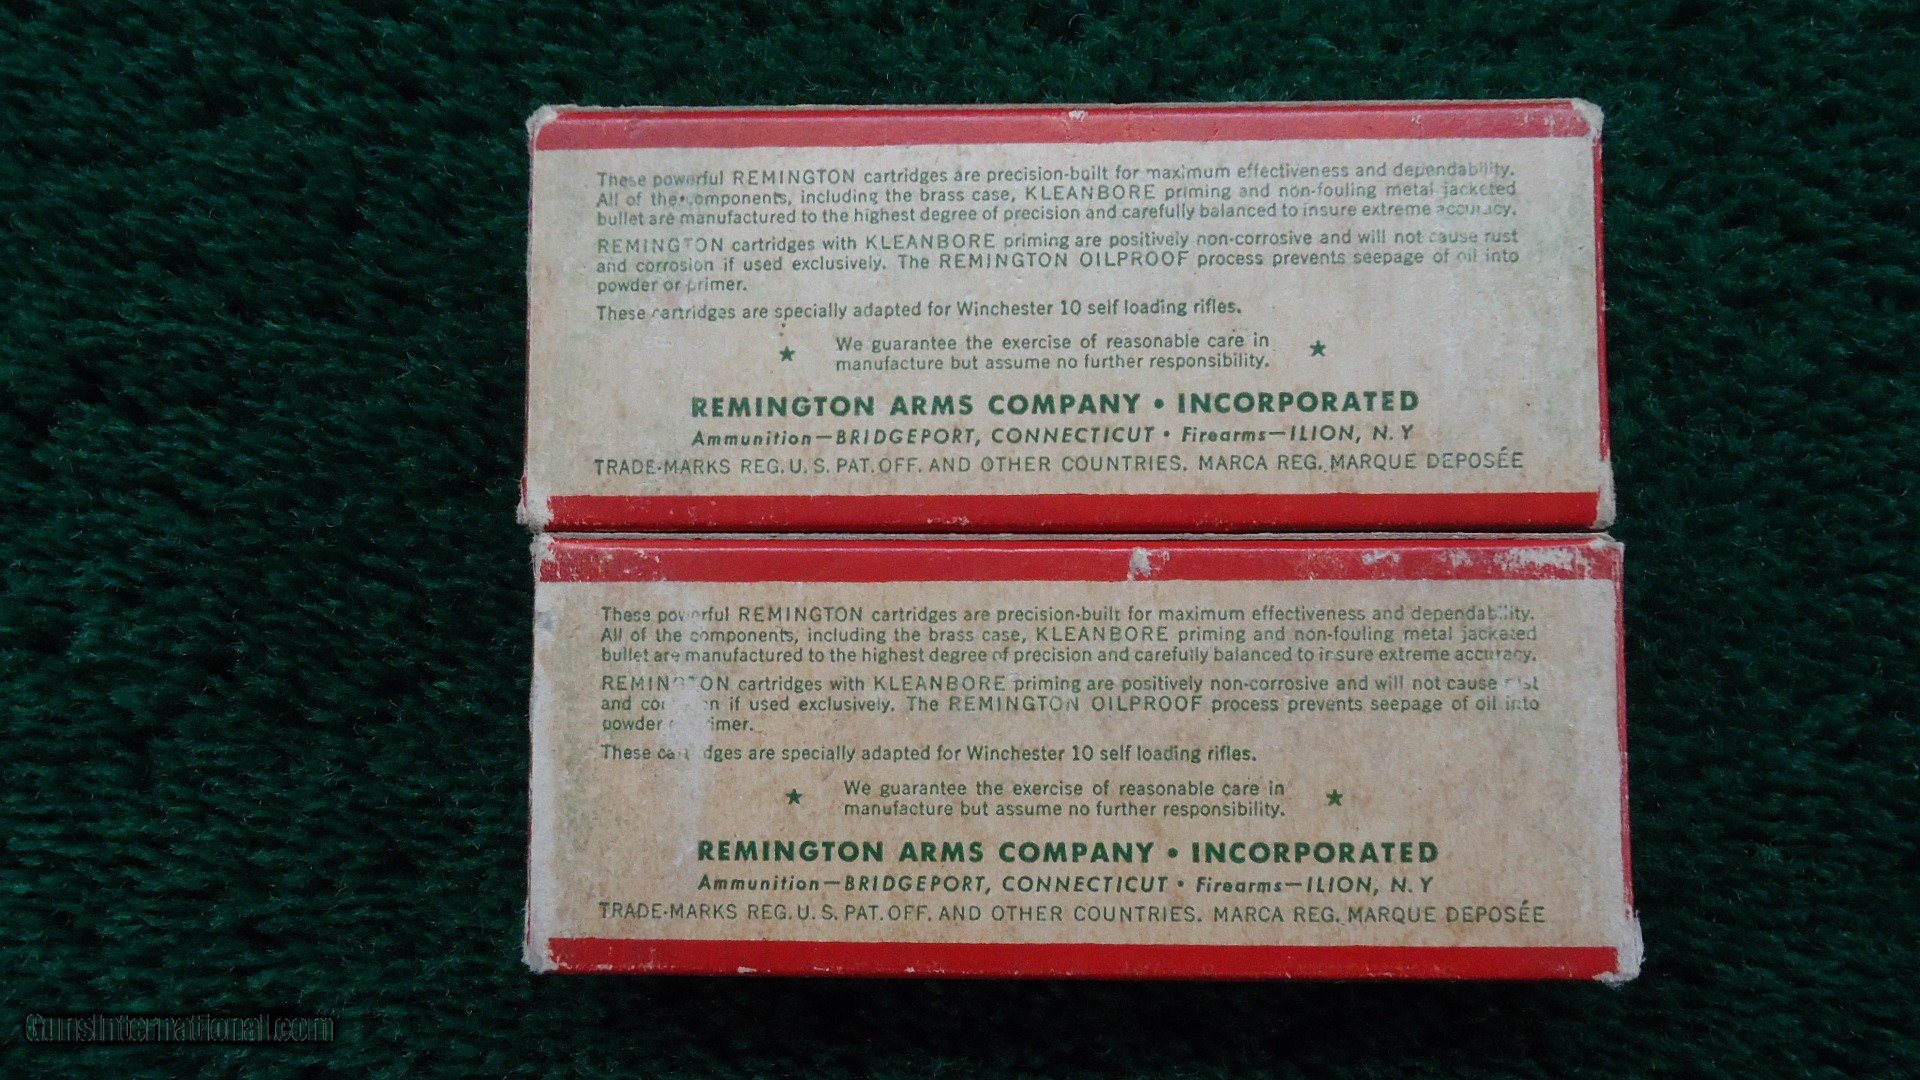 These powerful REMINGTON cartridges are precision-built for maximum effectiveness and dependability.
All of the components, including the brass case, KLEANBORE priming and non-fouling metal jacketed
bullet are manufactured to the highest degree of precision and carefully balanced to insure extreme accuracy.
REMINGTON cartridges with KLEANBORE priming are positively non-corrosive and will not cause rust
and corrosion if used exclusively. The REMINGTON OILPROOF process prevents seepage of oil into
powder or primer.
These cartridges are specially adapted for Winchester 10 self loading rifles.
★ We guarantee the exercise of reasonable care in ★
manufacture but assume no further responsibility.
REMINGTON ARMS COMPANY • INCORPORATED
Ammunition—BRIDGEPORT, CONNECTICUT • Firearms—ILION, N.Y
TRADE-MARKS REG. U. S. PAT. OFF. AND OTHER COUNTRIES. MARCA REG. MARQUE DEPOSÉE
These powerful REMINGTON cartridges are precision-built for maximum effectiveness and dependability.
All of the components, including the brass case, KLEANBORE priming and non-fouling metal jacketed
bullet are manufactured to the highest degree of precision and carefully balanced to insure extreme accuracy.
REMINGTON cartridges with KLEANBORE priming are positively non-corrosive and will not cause rust
and corrosion if used exclusively. The REMINGTON OILPROOF process prevents seepage of oil into
powder primer.
These cartridges are specially adapted for Winchester 10 self loading rifles.
★ We guarantee the exercise of reasonable care in ★
manufacture but assume no further responsibility.
REMINGTON ARMS COMPANY • INCORPORATED
Ammunition—BRIDGEPORT, CONNECTICUT • Firearms—ILION, N.Y
TRADE-MARKS REG. U. S. PAT. OFF. AND OTHER COUNTRIES. MARCA REG. MARQUE DEPOSÉE
GunsInternational.com